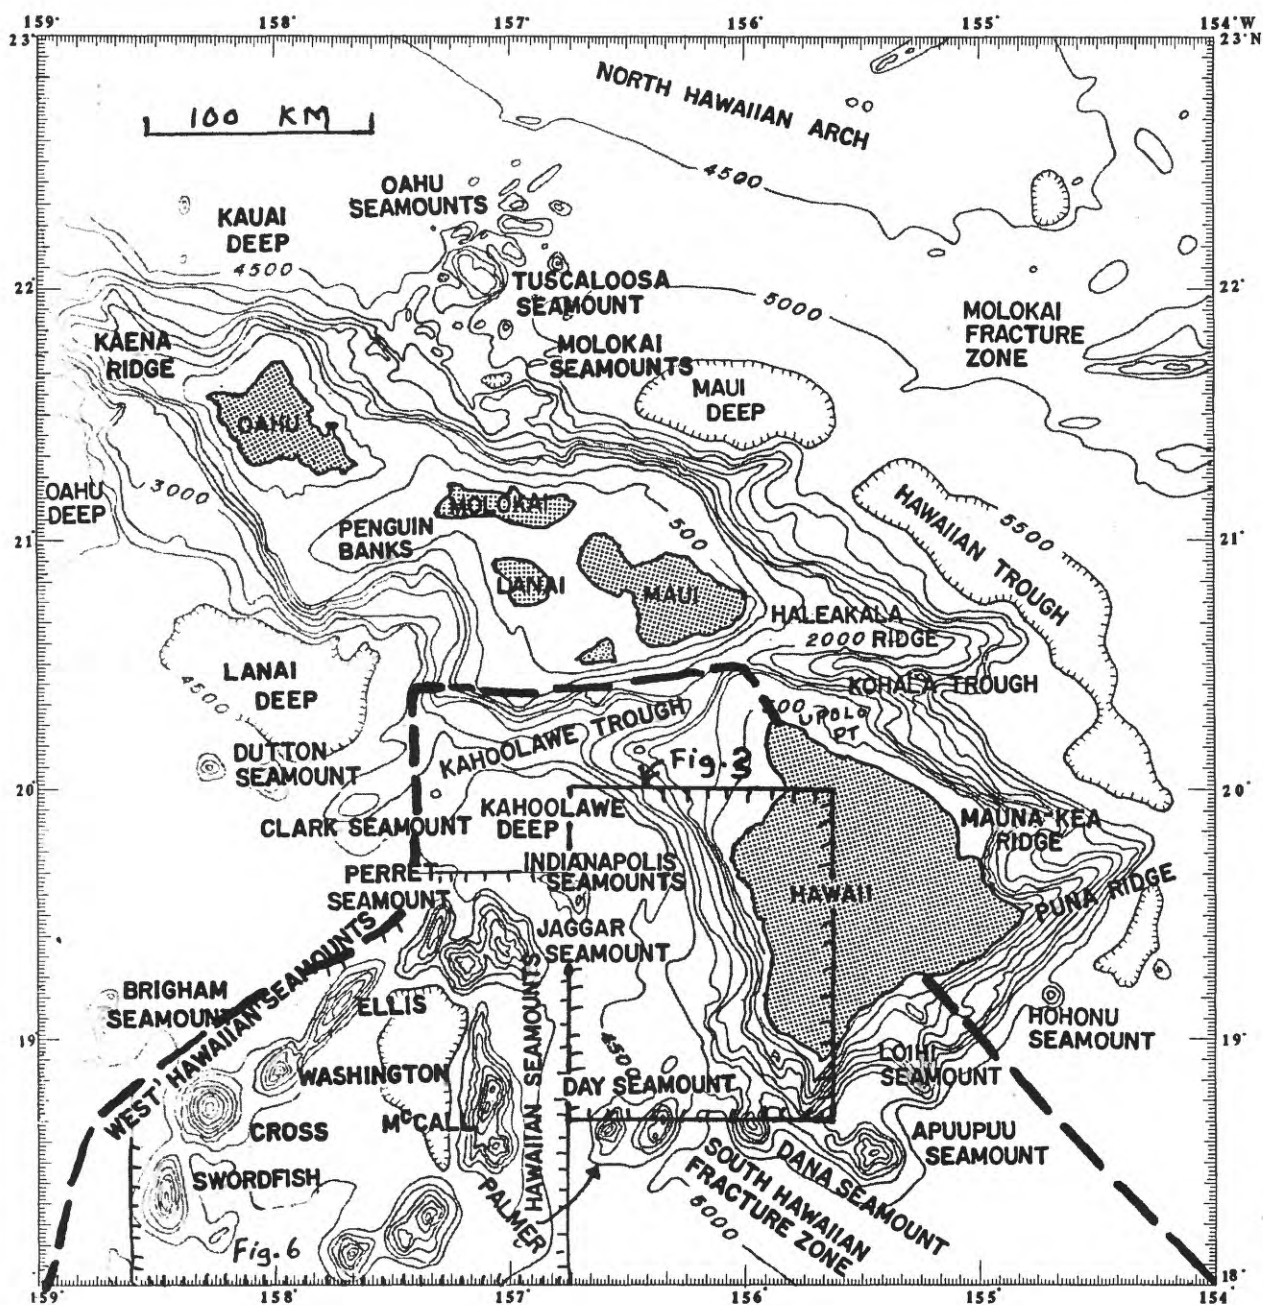 159° 158° 157° 156° 155° 154°W
23° 23°N
NORTH HAWAIIAN ARCH
100 KM
4500
OAHU
SEAMOUNTS
KAUAI
DEEP
4500
TUSCALOOSA
SEAMOUNT
22° 22°
5000
MOLOKAI
FRACTURE
ZONE
KAENA
RIDGE
MOLOKAI
SEAMOUNTS
MAUI
DEEP
OAHU
OAHU
DEEP
3000
MOLOKAI
PENGUIN
BANKS
500
HAWAIIAN TROUGH
5500
21° 21°
LANAI
MAUI
HALEAKALA
RIDGE
2000
LANAI
DEEP
4500
KOHALA TROUGH
KAHOOLAWE TROUGH
UPOLU
PT
DUTTON
SEAMOUNT
Fig. 3
20° 20°
CLARK SEAMOUNT
KAHOOLAWE
DEEP
MAUNA KEA
RIDGE
PERRET
SEAMOUNT
INDIANAPOLIS
SEAMOUNTS
HAWAII
PUNA RIDGE
JAGGAR
SEAMOUNT
WEST HAWAIIAN SEAMOUNTS
BRIGHAM
SEAMOUNT
ELLIS
HAWAIIAN SEAMOUNTS
HOHONU
SEAMOUNT
19° 19°
4500
LOIHI
SEAMOUNT
WASHINGTON
DAY SEAMOUNT
CROSS
McCALL
APUUPUU
SEAMOUNT
SWORDFISH
PALMER
DANA SEAMOUNT
SOUTH HAWAIIAN
FRACTURE ZONE
5000
Fig. 6
18°
159° 158° 157° 156° 155° 154°